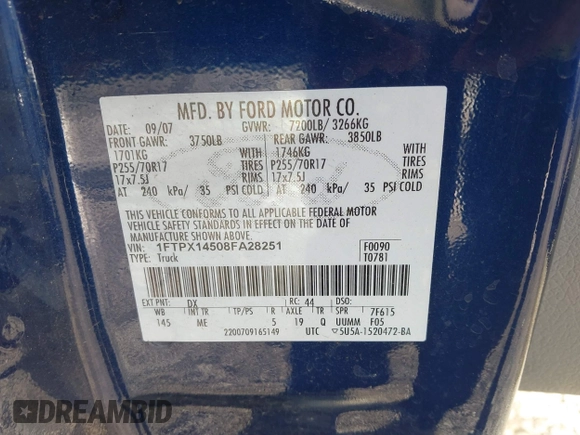 MFD. BY FORD MOTOR CO.
DATE: 09/07 GVWR: 7200LB/ 3266KG
FRONT GAWR: 3750LB REAR GAWR: 3850LB
1701KG 1746KG
P255/70R17 TIRES P255/70R17 TIRES
17x7.5J RIMS 17x7.5J RIMS
AT 240 kPa/ 35 PSI COLD AT 240 kPa/ 35 PSI COLD
THIS VEHICLE CONFORMS TO ALL APPLICABLE FEDERAL MOTOR
VEHICLE SAFETY STANDARDS IN EFFECT ON THE DATE OF
MANUFACTURE SHOWN ABOVE.
VIN: 1FTPX14508FA28251 F0090
TYPE: Truck T0781
EXT PNT: DX RC: 44 DSO:
WB INT TR TP/PS R AXLE TR SPR 7F615
145 ME 5 19 Q UUMM F05
2200709165149 UTC ▽5U5A-1520472-BA
DREAMBID